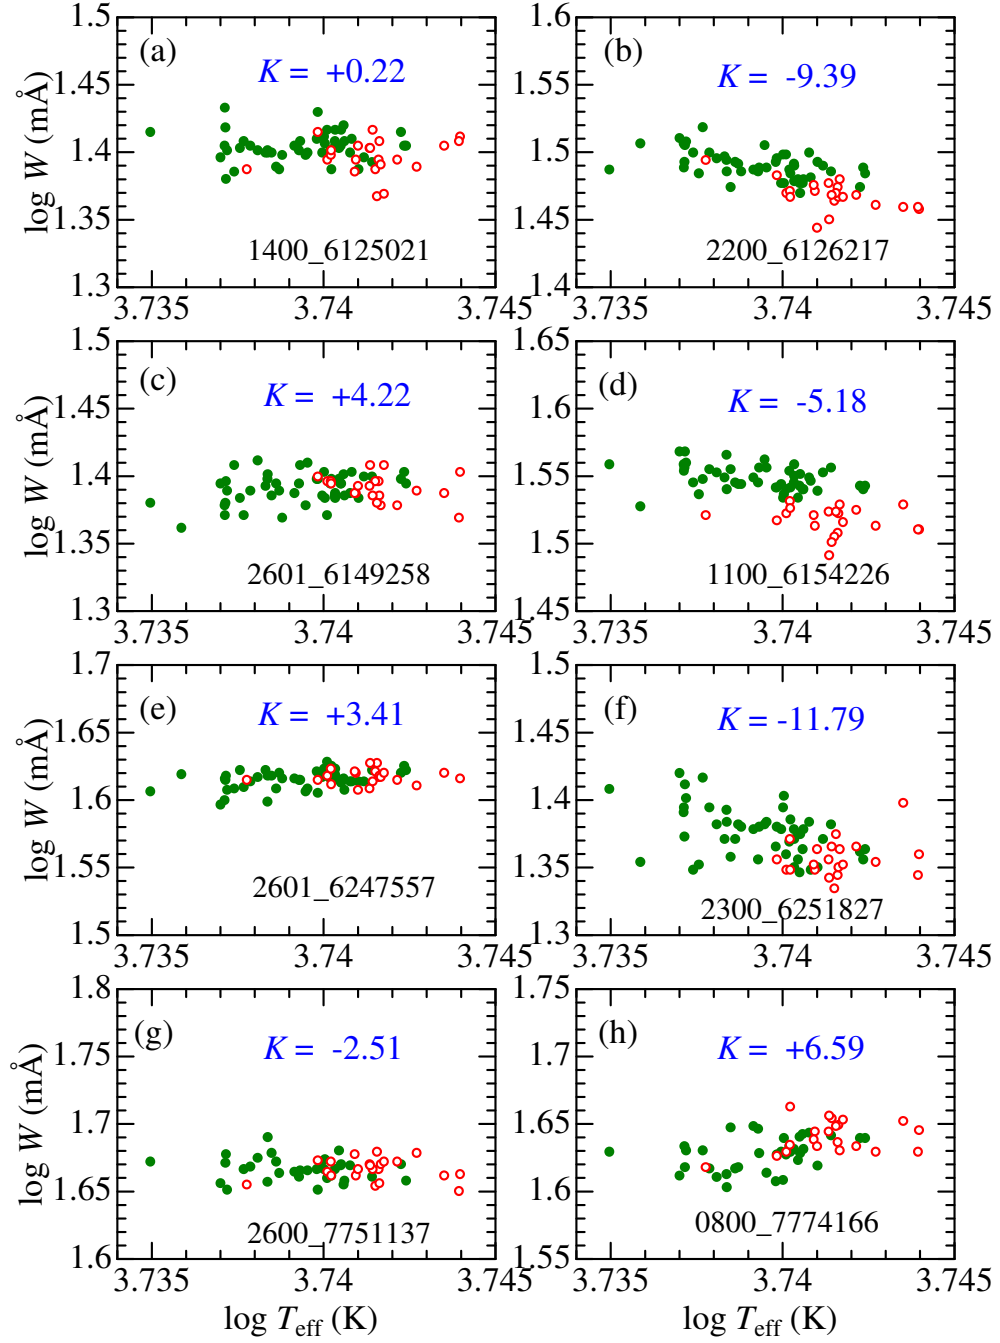 (a) K = +0.22
1.5
1.45
1.4
1.35
1.3
log W (mÅ)
1400_6125021
3.735 3.74 3.745
(b) K = -9.39
1.6
1.55
1.5
1.45
1.4
2200_6126217
3.735 3.74 3.745
(c) K = +4.22
1.5
1.45
1.4
1.35
1.3
log W (mÅ)
2601_6149258
3.735 3.74 3.745
(d) K = -5.18
1.65
1.6
1.55
1.5
1.45
1100_6154226
3.735 3.74 3.745
(e) K = +3.41
1.7
1.65
1.6
1.55
1.5
log W (mÅ)
2601_6247557
3.735 3.74 3.745
(f) K = -11.79
1.5
1.45
1.4
1.35
1.3
2300_6251827
3.735 3.74 3.745
(g) K = -2.51
1.8
1.75
1.7
1.65
1.6
log W (mÅ)
2600_7751137
3.735 3.74 3.745
log Teff (K)
(h) K = +6.59
1.75
1.7
1.65
1.6
1.55
0800_7774166
3.735 3.74 3.745
log Teff (K)